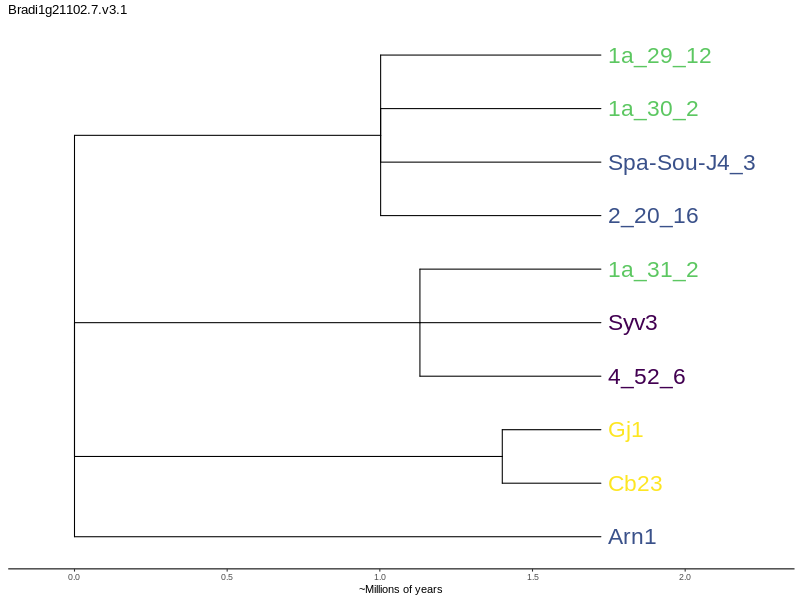 Bradi1g21102.7.v3.1
1a_29_12
1a_30_2
Spa-Sou-J4_3
2_20_16
1a_31_2
Syv3
4_52_6
Gj1
Cb23
Arn1
0.0 0.5 1.0 1.5 2.0
~Millions of years